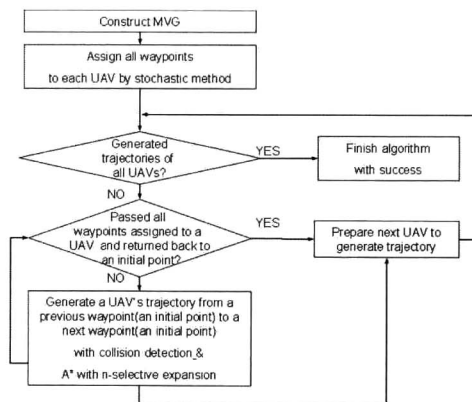 Construct MVG
Assign all waypoints
to each UAV by stochastic method
Generated
trajectories of
all UAVs?
YES
Finish algorithm
with success
NO
Passed all
waypoints assigned to a
UAV and returned back to
an initial point?
YES
Prepare next UAV to
generate trajectory
NO
Generate a UAV's trajectory from a
previous waypoint(an initial point) to a
next waypoint(an initial point)
with collision detection &
A* with n-selective expansion